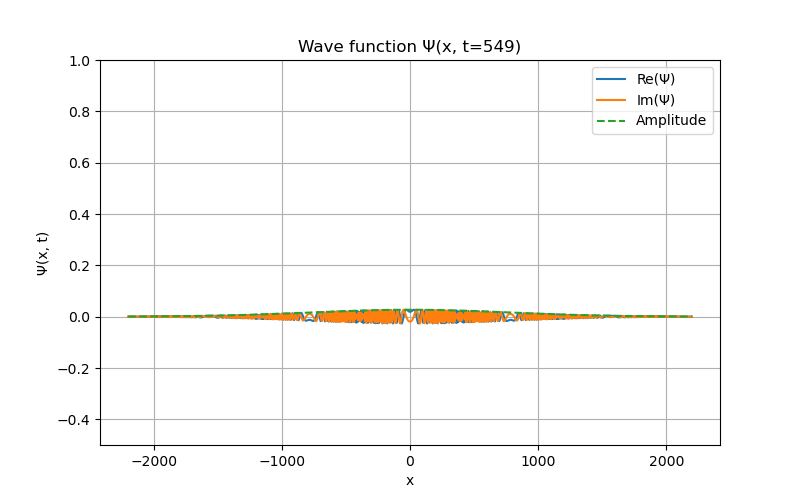 Wave function Ψ(x, t=549)
Re(Ψ)
Im(Ψ)
Amplitude
Ψ(x, t)
1.0
0.8
0.6
0.4
0.2
0.0
−0.2
−0.4
−2000 −1000 0 1000 2000
x